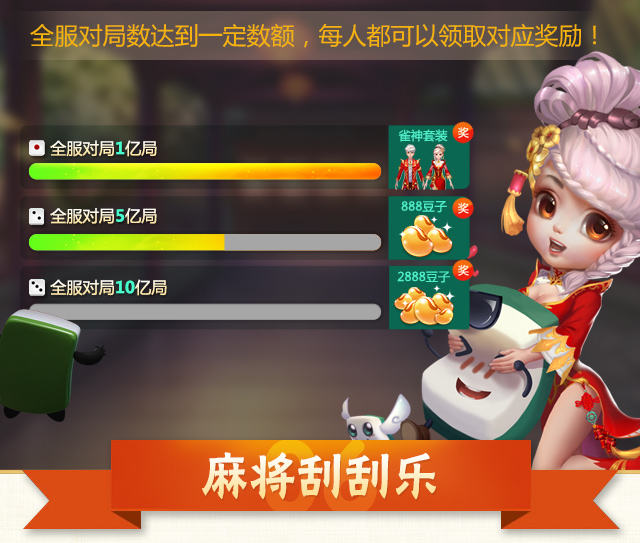 全服对局数达到一定数额，每人都可以领取对应奖励！
全服对局1亿局
雀神套装
奖
全服对局5亿局
888豆子
奖
全服对局10亿局
2888豆子
奖
06
麻将刮刮乐